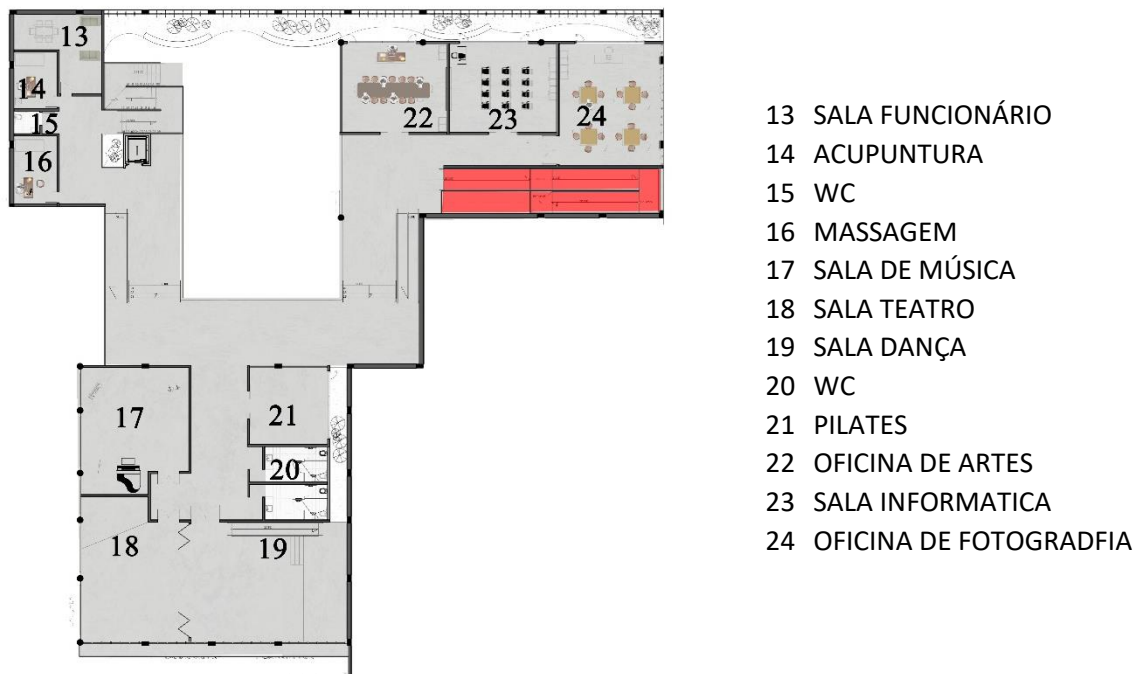 13
14
15
16
17
18
19
20
21
22
23
24
13 SALA FUNCIONÁRIO
14 ACUPUNTURA
15 WC
16 MASSAGEM
17 SALA DE MÚSICA
18 SALA TEATRO
19 SALA DANÇA
20 WC
21 PILATES
22 OFICINA DE ARTES
23 SALA INFORMATICA
24 OFICINA DE FOTOGRADFIA